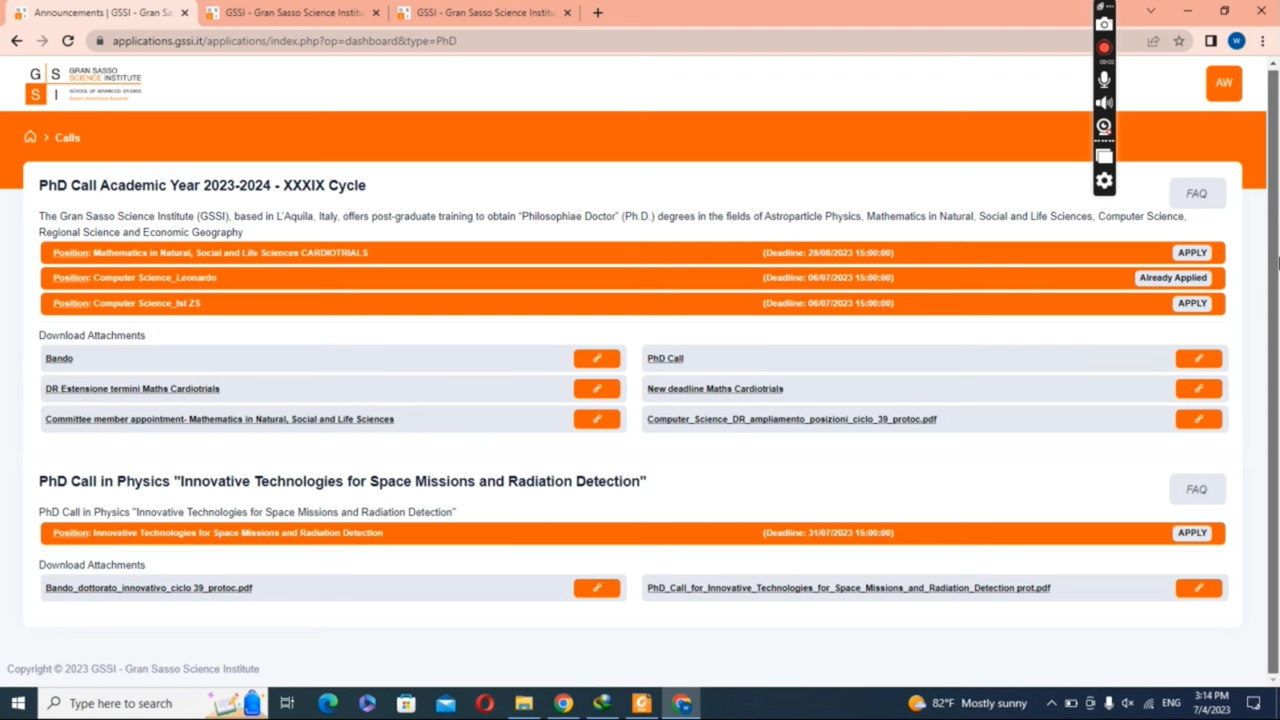 Announcements | GSSI - Gran Sa
GSSI - Gran Sasso Science Institu
GSSI - Gran Sasso Science Institu
applications.gssi.it/applications/index.php?op=dashboard&type=PhD
W
09:02
G S S I
GRAN SASSO
SCIENCE INSTITUTE
SCHOOL OF ADVANCED STUDIES
Scuola Universitaria Superiore
AW
> Calls
PhD Call Academic Year 2023-2024 - XXXIX Cycle
FAQ
The Gran Sasso Science Institute (GSSI), based in L'Aquila, Italy, offers post-graduate training to obtain “Philosophiae Doctor” (Ph.D.) degrees in the fields of Astroparticle Physics, Mathematics in Natural, Social and Life Sciences, Computer Science,
Regional Science and Economic Geography
Position: Mathematics in Natural, Social and Life Sciences CARDIOTRIALS (Deadline: 28/08/2023 15:00:00) APPLY
Position: Computer Science_Leonardo (Deadline: 06/07/2023 15:00:00) Already Applied
Position: Computer Science_Ist ZS (Deadline: 06/07/2023 15:00:00) APPLY
Download Attachments
Bando
PhD Call
DR Estensione termini Maths Cardiotrials
New deadline Maths Cardiotrials
Committee member appointment- Mathematics in Natural, Social and Life Sciences
Computer_Science_DR_ampliamento_posizioni_ciclo_39_protoc.pdf
PhD Call in Physics "Innovative Technologies for Space Missions and Radiation Detection"
FAQ
PhD Call in Physics "Innovative Technologies for Space Missions and Radiation Detection"
Position: Innovative Technologies for Space Missions and Radiation Detection (Deadline: 31/07/2023 15:00:00) APPLY
Download Attachments
Bando_dottorato_innovativo_ciclo 39_protoc.pdf
PhD_Call_for_Innovative_Technologies_for_Space_Missions_and_Radiation_Detection prot.pdf
Copyright © 2023 GSSI - Gran Sasso Science Institute
Type here to search
82°F Mostly sunny
ENG
3:14 PM
7/4/2023